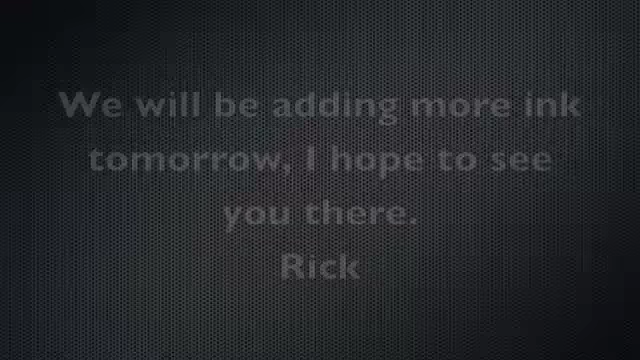 We will be adding more ink
tomorrow, I hope to see
you there.
Rick